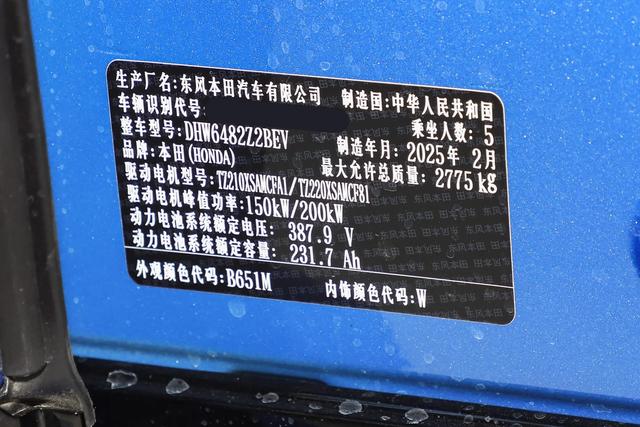 生产厂名:东风本田汽车有限公司 制造国:中华人民共和国
车辆识别代号 乘坐人数: 5
整车型号:DHW6482Z2BEV 制造年月: 2025年 2月
品牌:本田(HONDA) 最大允许总质量: 2775 kg
驱动电机型号:TZ210XSAMCFA1/TZ220XSAMCF81
驱动电机峰值功率:150kW/200kW
动力电池系统额定电压: 387.9 V
动力电池系统额定容量: 231.7 Ah
外观颜色代码:B651M 内饰颜色代码:W